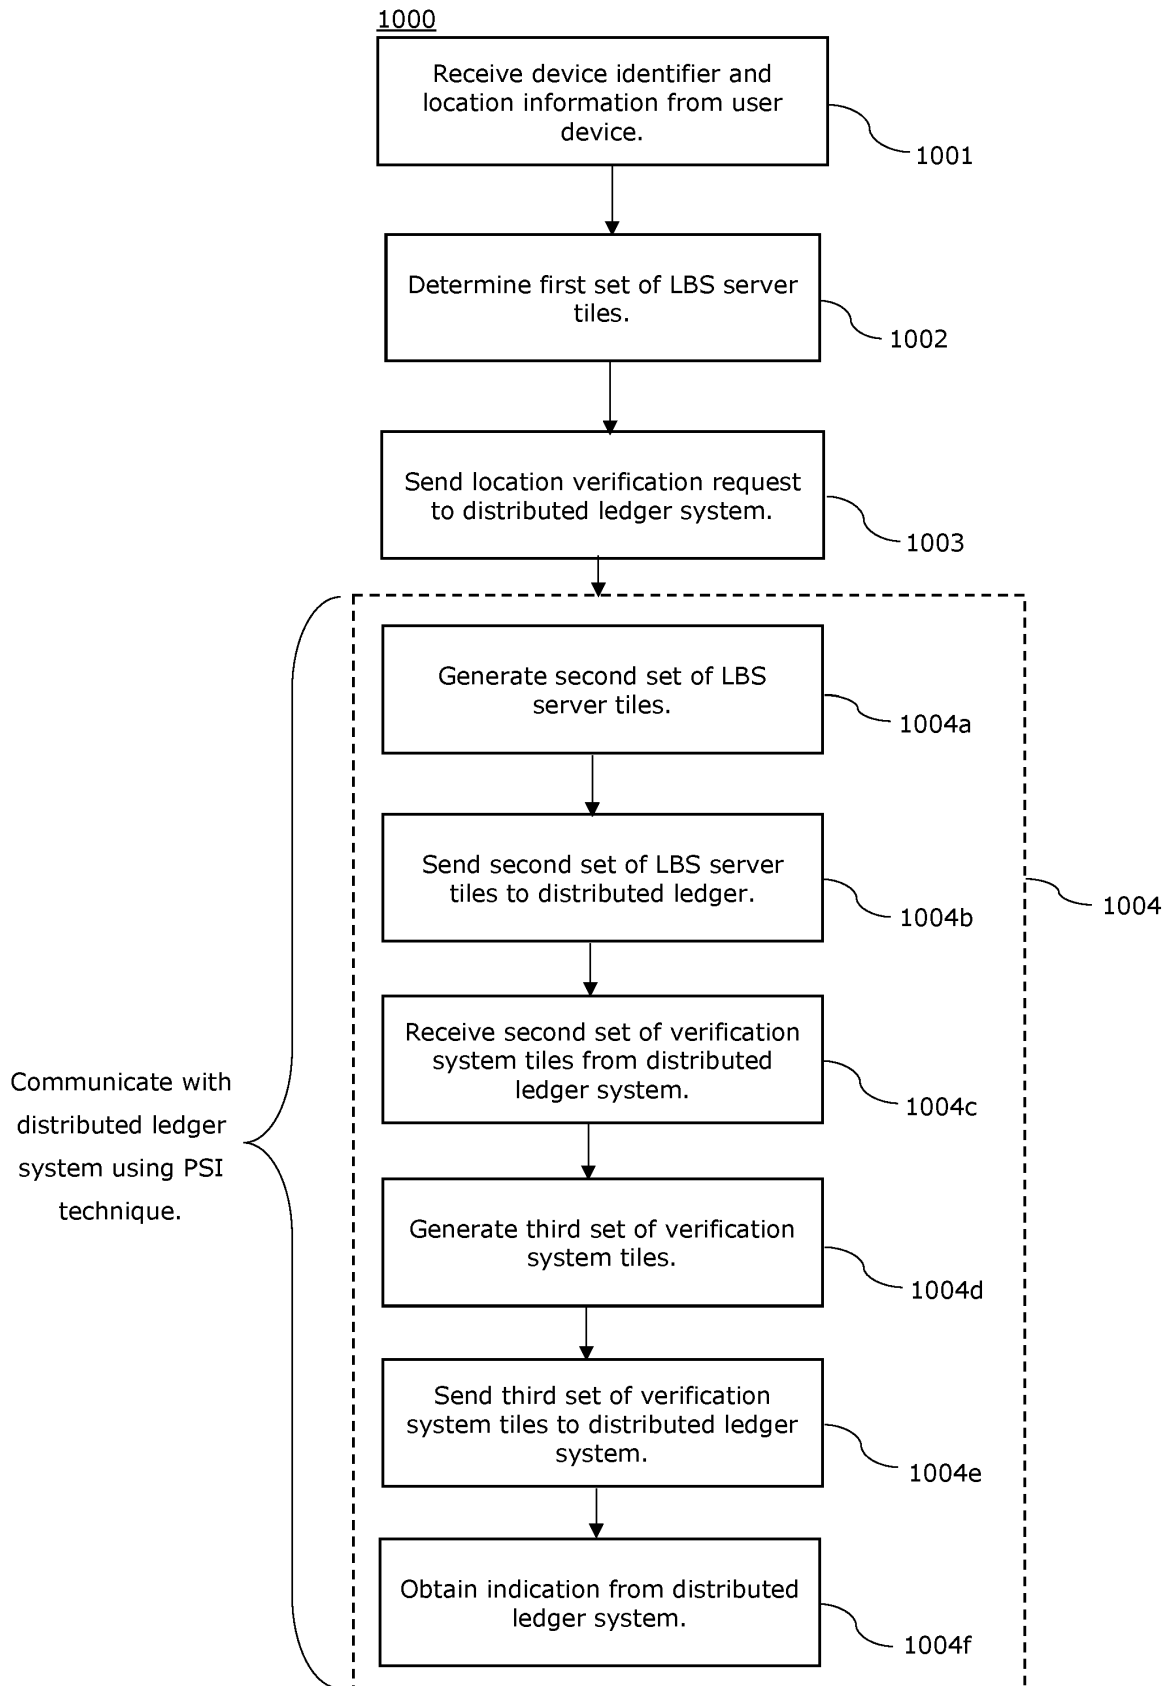 1000
Receive device identifier and
location information from user
device.
1001
Determine first set of LBS server
tiles.
1002
Send location verification request
to distributed ledger system.
1003
Generate second set of LBS
server tiles.
1004a
Send second set of LBS server
tiles to distributed ledger.
1004b
1004
Receive second set of verification
system tiles from distributed
ledger system.
1004c
Communicate with
distributed ledger
system using PSI
technique.
Generate third set of verification
system tiles.
1004d
Send third set of verification
system tiles to distributed ledger
system.
1004e
Obtain indication from distributed
ledger system.
1004f